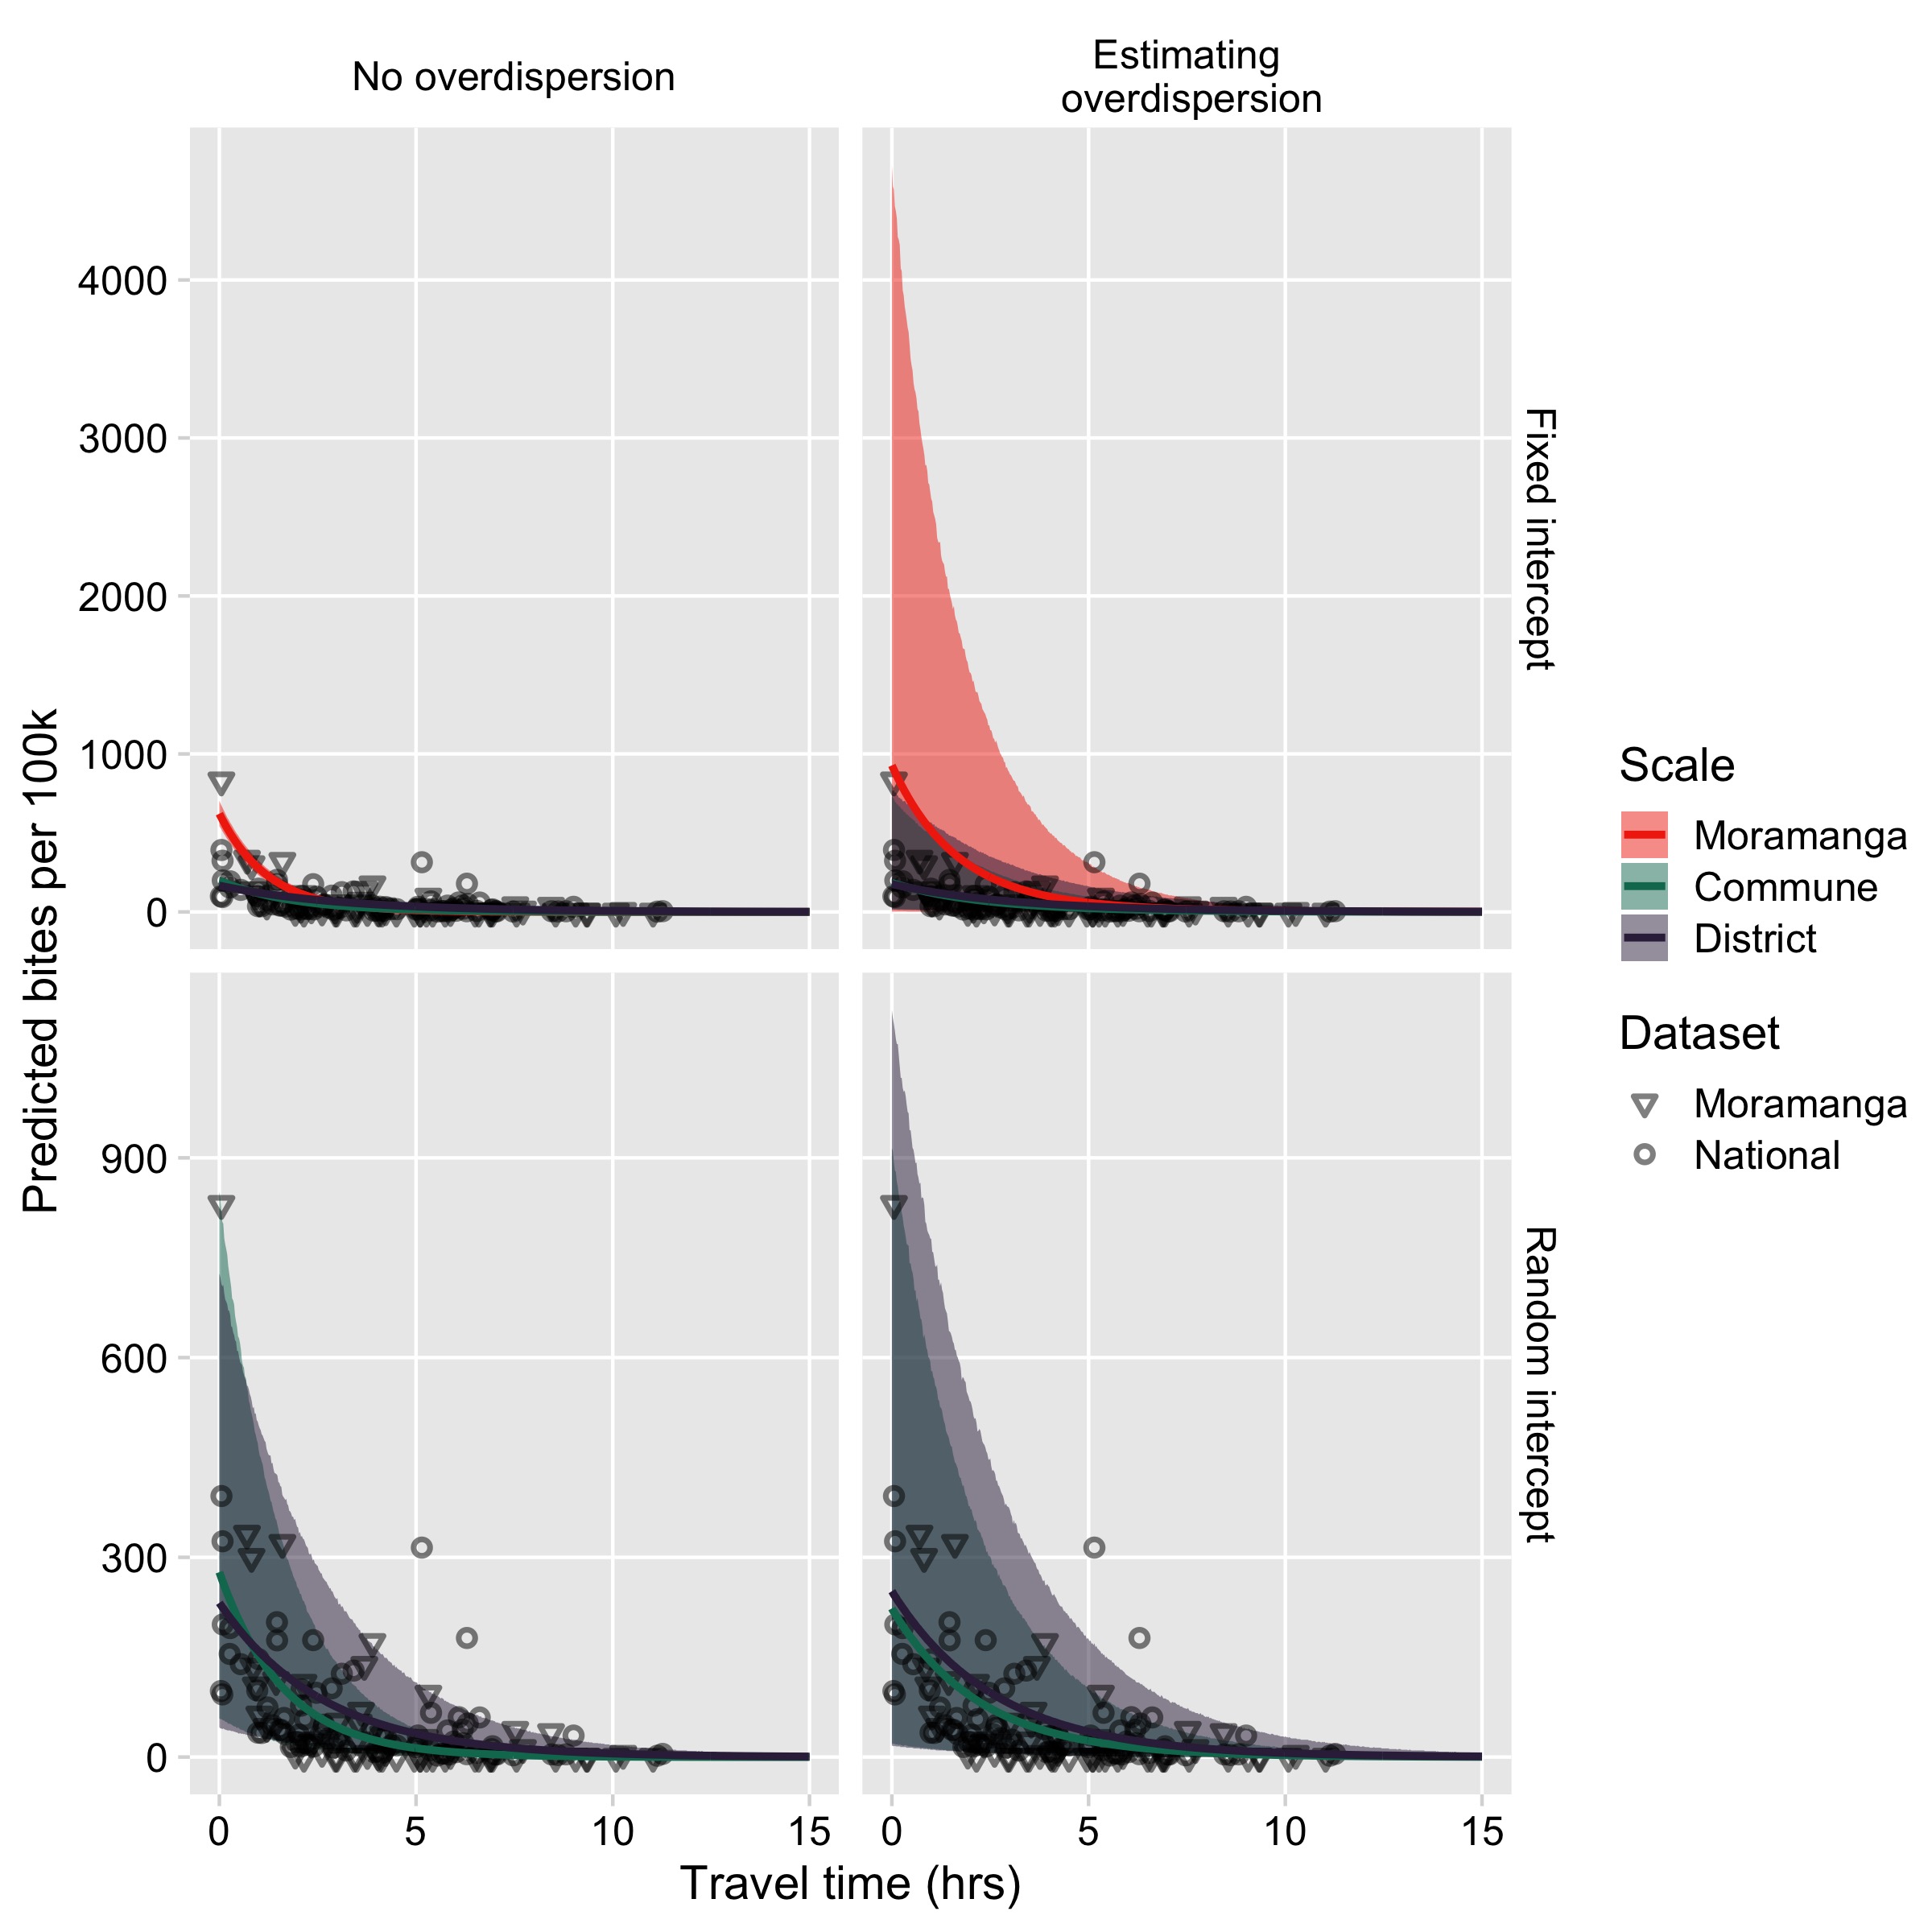 No overdispersion
Estimating
overdispersion
4000
3000
2000
1000
0
Fixed intercept
900
600
300
0
Random intercept
0
5
10
15
0
5
10
15
Travel time (hrs)
Predicted bites per 100k
Scale
Moramanga
Commune
District
Dataset
Moramanga
National